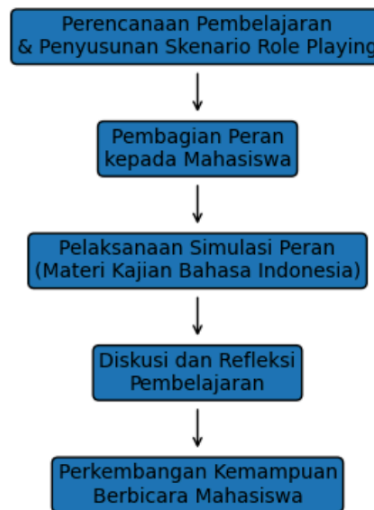 Perencanaan Pembelajaran
& Penyusunan Skenario Role Playing
Pembagian Peran
kepada Mahasiswa
Pelaksanaan Simulasi Peran
(Materi Kajian Bahasa Indonesia)
Diskusi dan Refleksi
Pembelajaran
Perkembangan Kemampuan
Berbicara Mahasiswa